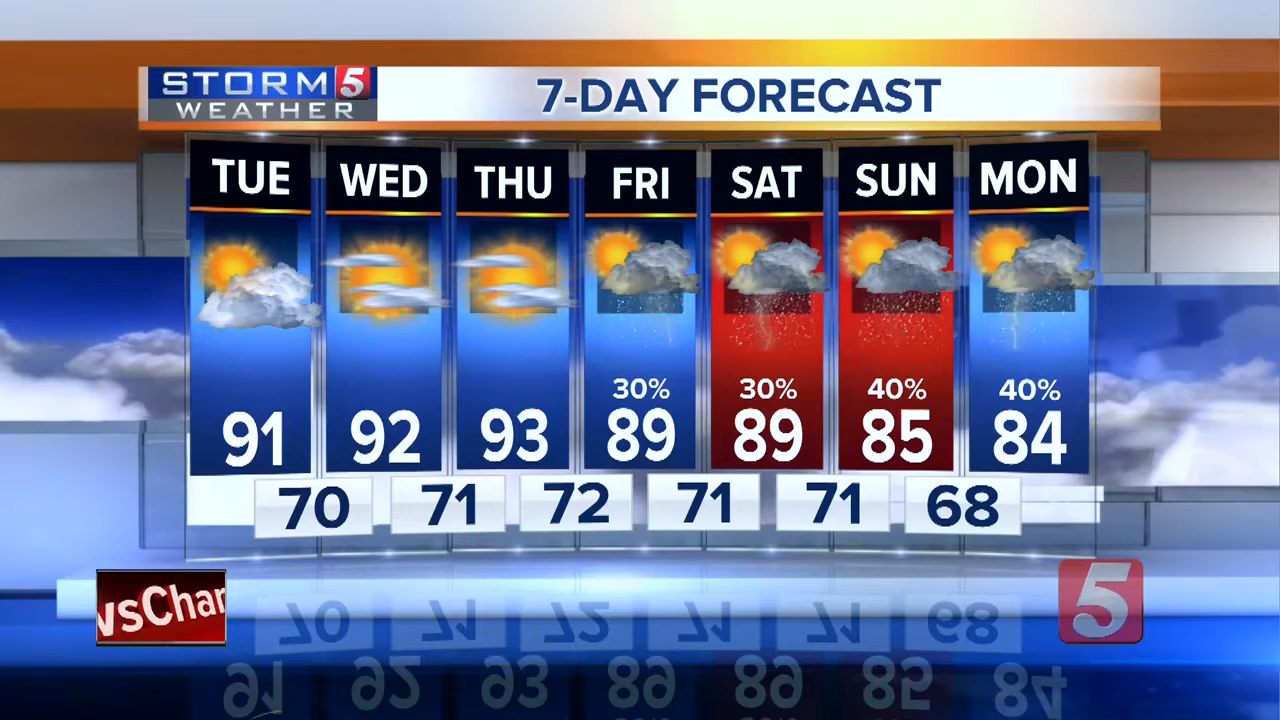 STORM 5
WEATHER
7-DAY FORECAST
TUE WED THU FRI SAT SUN MON
30% 30% 40% 40%
91 92 93 89 89 85 84
70 71 72 71 71 68
wsChan
5